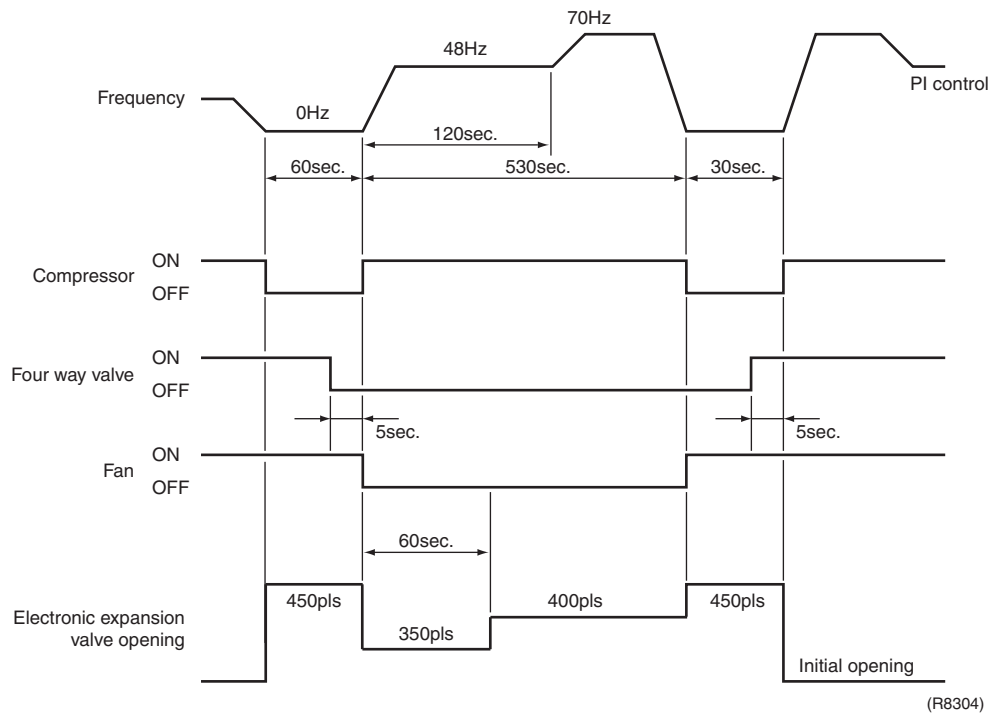 70Hz
48Hz
PI control
Frequency
0Hz
120sec.
60sec.
530sec.
30sec.
ON
Compressor
OFF
ON
Four way valve
OFF
5sec.
5sec.
ON
Fan
OFF
60sec.
450pls
400pls
450pls
Electronic expansion
valve opening
350pls
Initial opening
(R8304)